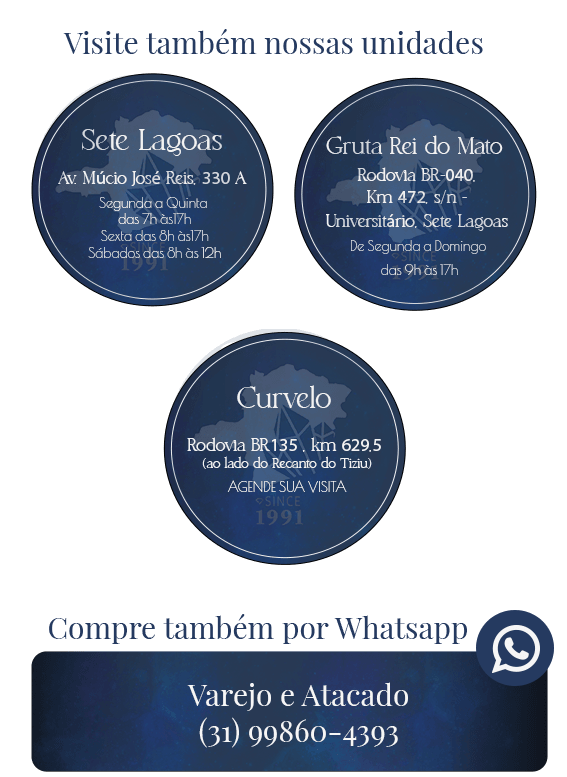 Visite também nossas unidades
Sete Lagoas
Av. Múcio José Reis, 330 A
Segunda a Quinta
das 7h às17h
Sexta das 8h às17h
Sábados das 8h às 12h
1991
Gruta Rei do Mato
Rodovia BR-040,
Km 472, s/n -
Universitário, Sete Lagoas
De Segunda a Domingo
das 9h às 17h
SINCE
1991
Curvelo
Rodovia BR135 , km 629,5
(ao lado do Recanto do Tiziu)
AGENDE SUA VISITA
SINCE
1991
Compre também por Whatsapp
Varejo e Atacado
(31) 99860-4393